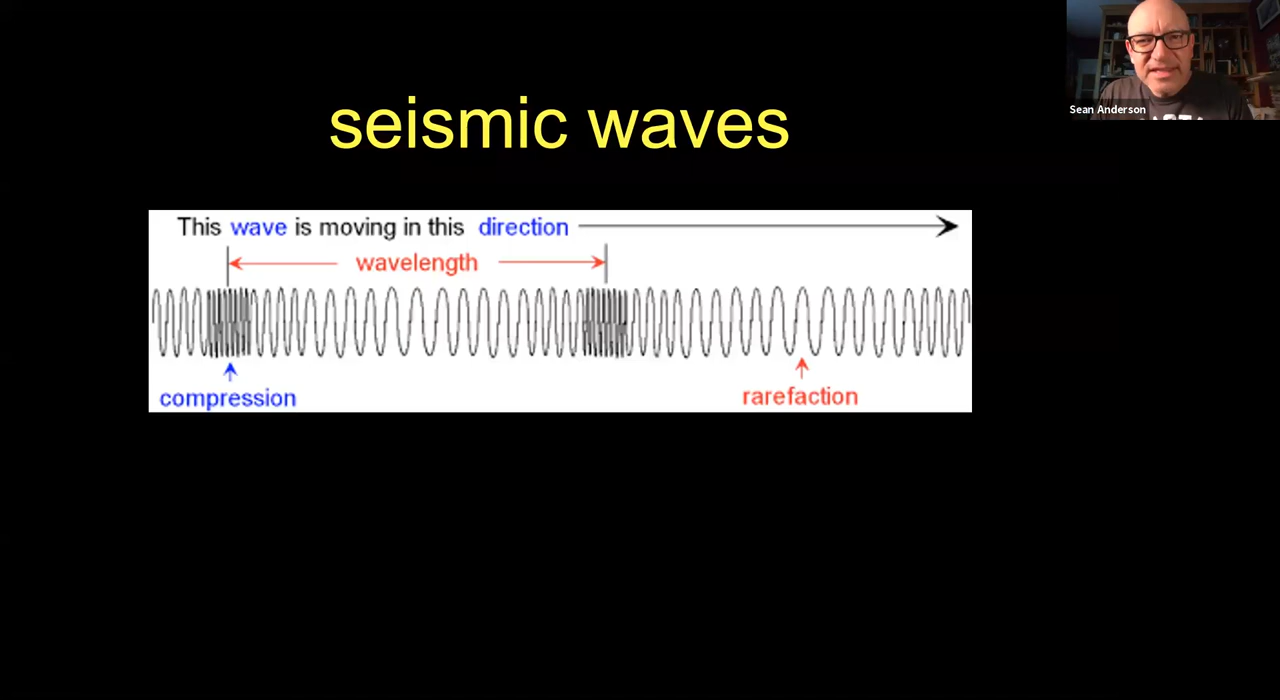 Sean Anderson
seismic waves
This wave is moving in this direction
wavelength
compression
rarefaction